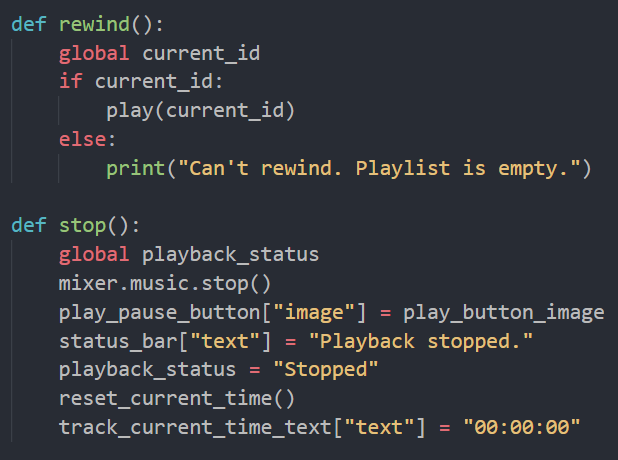 def rewind():
    global current_id
    if current_id:
        play(current_id)
    else:
        print("Can't rewind. Playlist is empty.")

def stop():
    global playback_status
    mixer.music.stop()
    play_pause_button["image"] = play_button_image
    status_bar["text"] = "Playback stopped."
    playback_status = "Stopped"
    reset_current_time()
    track_current_time_text["text"] = "00:00:00"